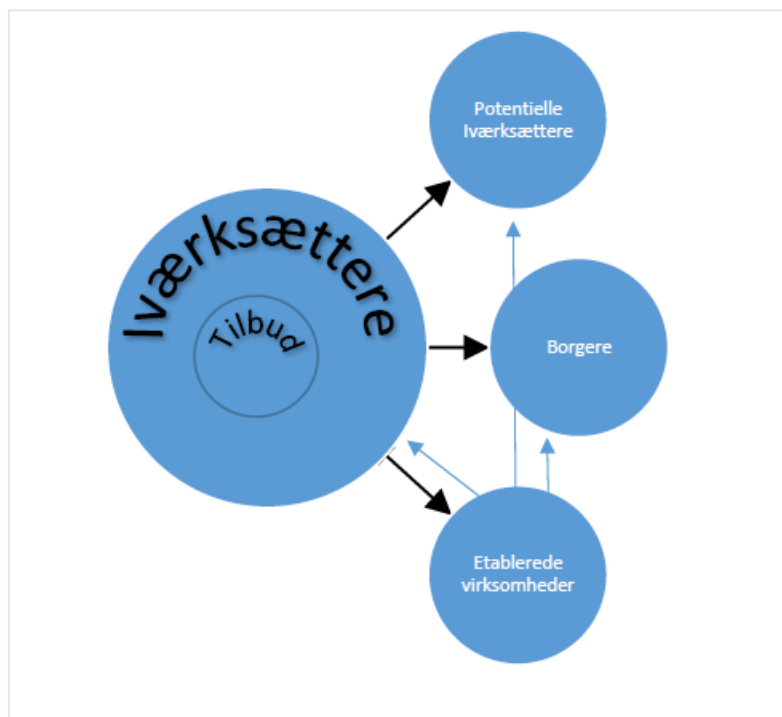 Potentielle
Iværksættere
Iværksættere
Tilbud
Borgere
Etablerede
virksomheder